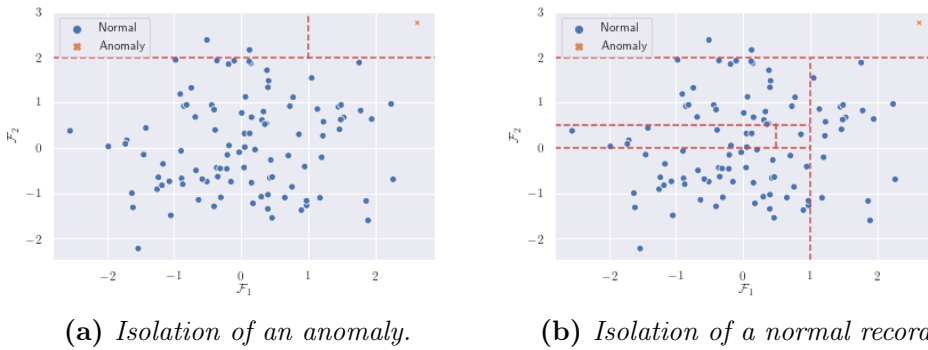 3
2
1
0
−1
−2
−2
−1
0
1
2
F₁
F₂
Normal
Anomaly
3
2
1
0
−1
−2
−2
−1
0
1
2
F₁
F₂
Normal
Anomaly
(a) Isolation of an anomaly.
(b) Isolation of a normal record